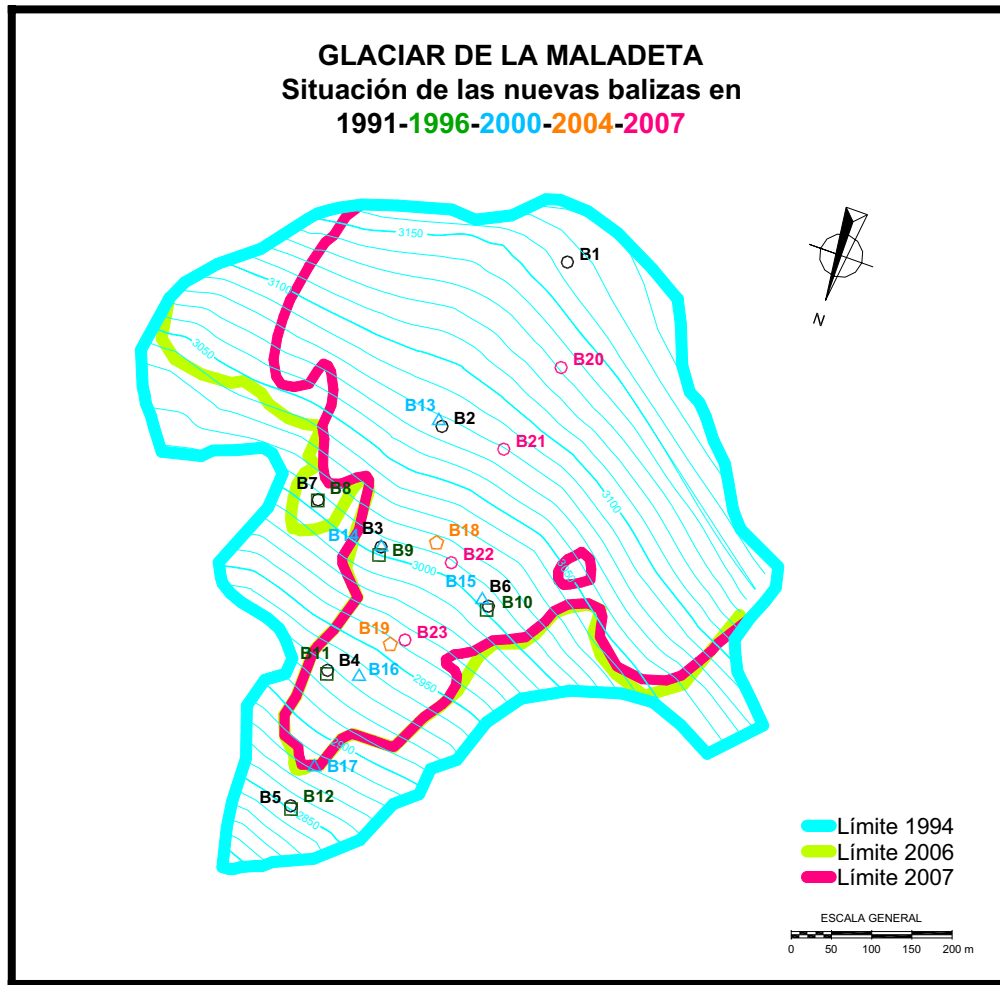 GLACIAR DE LA MALADETA
Situación de las nuevas balizas en
1991-1996-2000-2004-2007
3150
B1
3100
N
3050
B20
B13
B2
B21
B7
B8
3100
B3
B18
B14
B9
B22
3000
3050
B15
B6
B10
B19
B23
B11
B4
B16
2950
2900
B17
B5
B12
2850
Límite 1994
Límite 2006
Límite 2007
ESCALA GENERAL
0 50 100 150 200 m